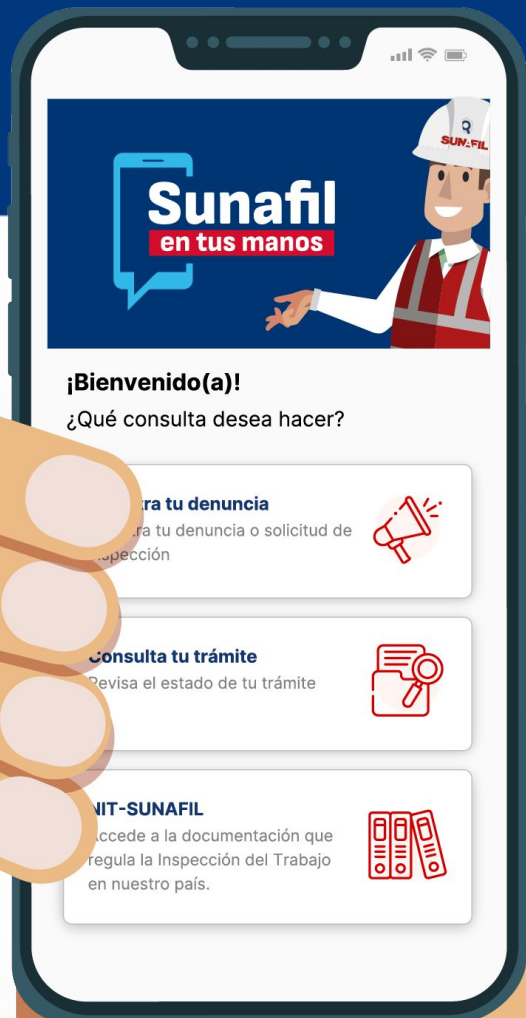 SUNAFIL
Sunafil
en tus manos
¡Bienvenido(a)!
¿Qué consulta desea hacer?
tra tu denuncia
tra tu denuncia o solicitud de
spección
Consulta tu trámite
Revisa el estado de tu trámite
NIT-SUNAFIL
Accede a la documentación que
regula la Inspección del Trabajo
en nuestro país.